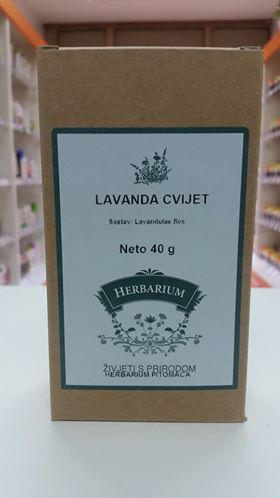 LAVANDA CVIJET
Sastav: Lavandulae flos
Neto 40 g
HERBARIUM
ŽIVJETI S PRIRODOM
HERBARIUM PITOMAČA